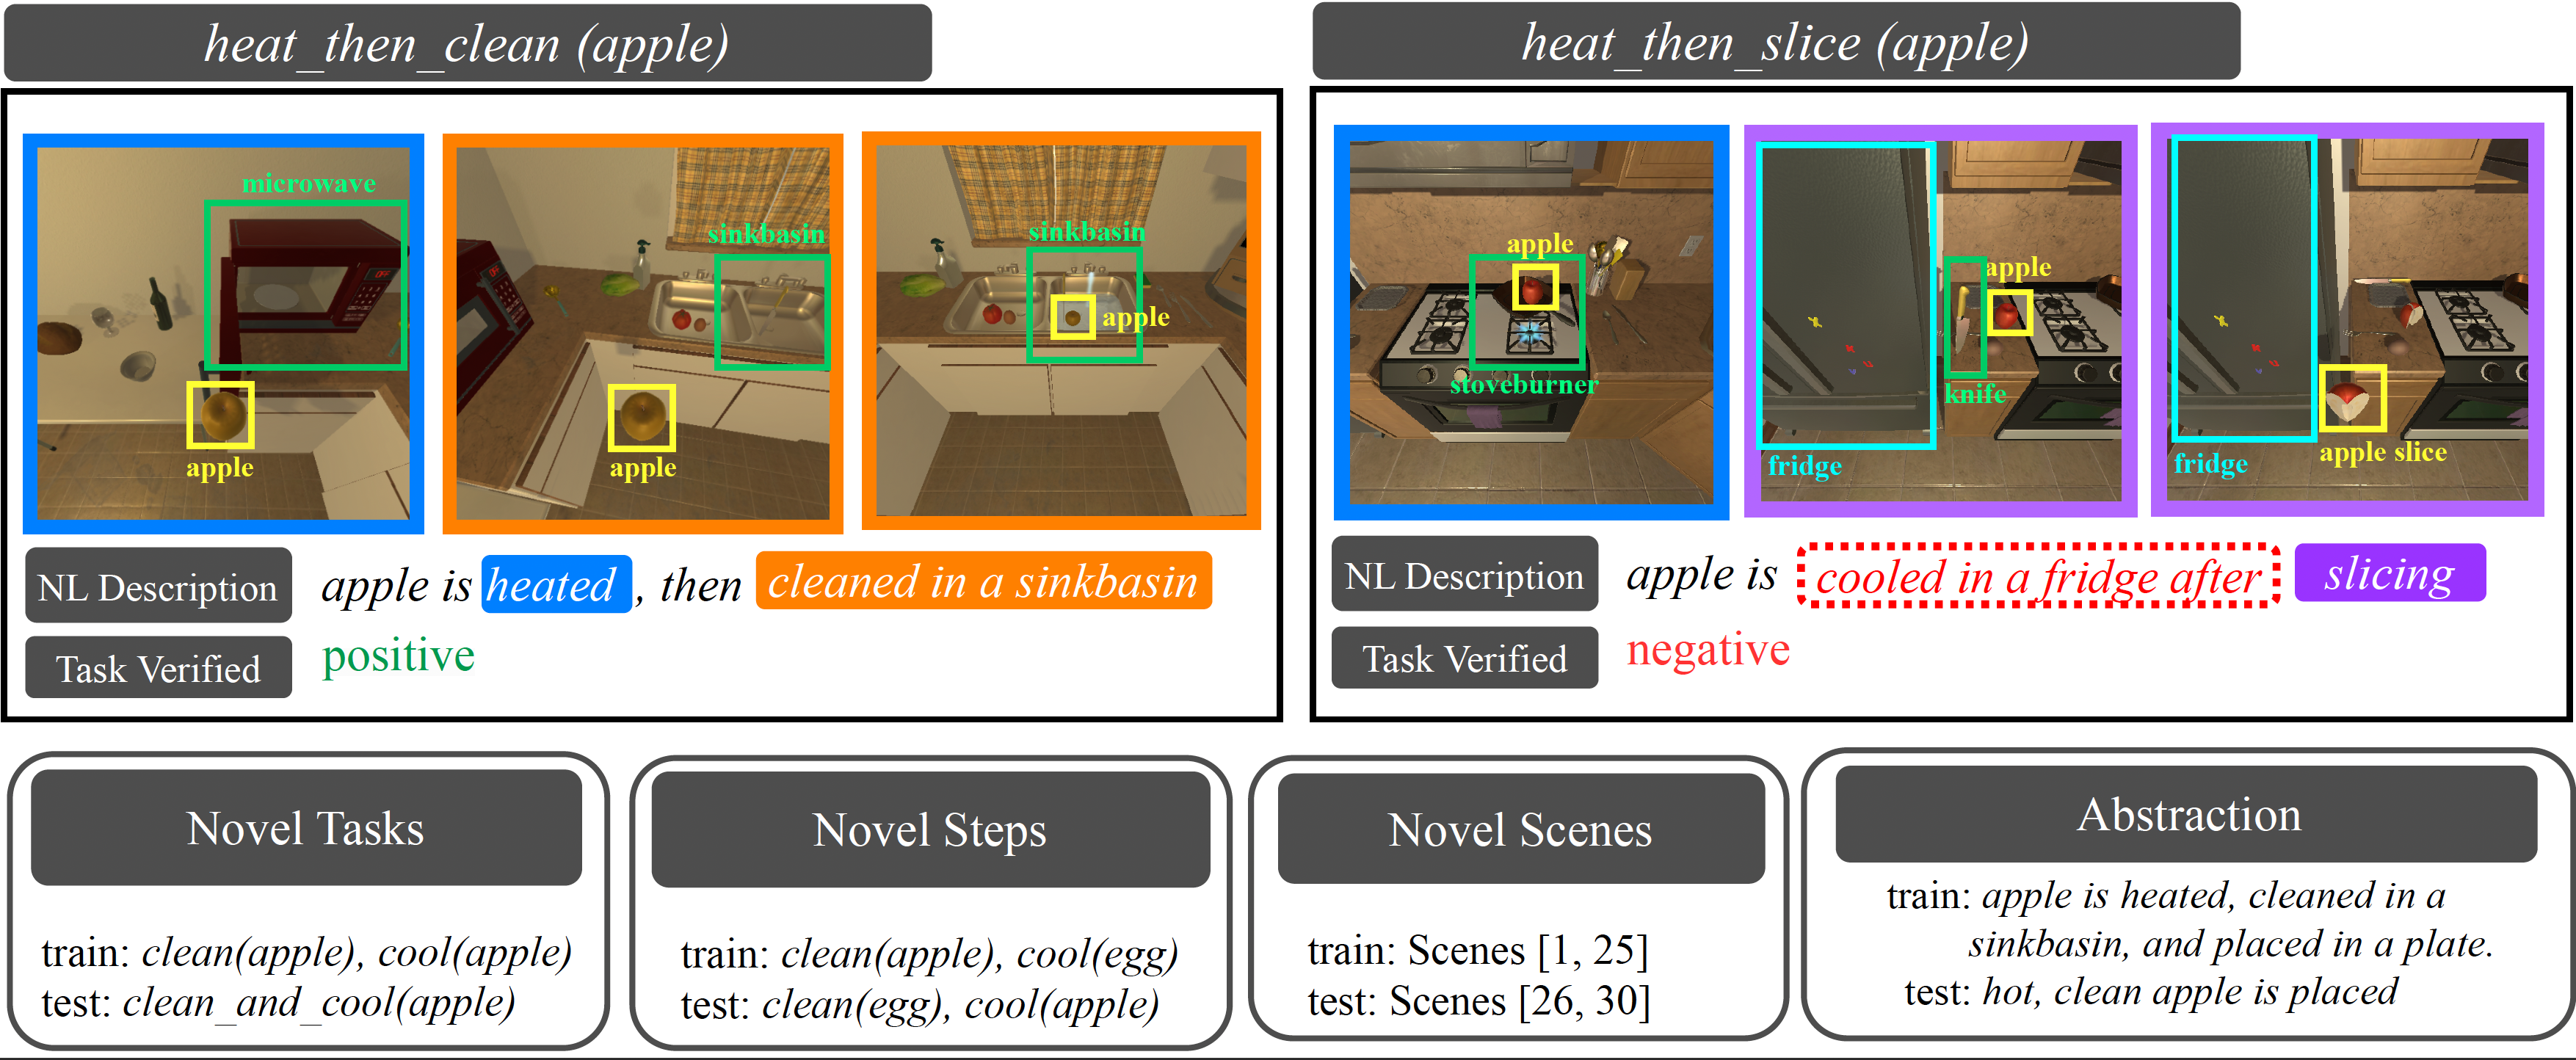 heat_then_clean (apple)
heat_then_slice (apple)
microwave
apple
OFF
sinkbasin
apple
OFF
sinkbasin
apple
apple
stoveburner
apple
knife
fridge
fridge
apple slice
NL Description
apple is heated, then cleaned in a sinkbasin
Task Verified
positive
NL Description
apple is cooled in a fridge after slicing
Task Verified
negative
Novel Tasks
train: clean(apple), cool(apple)
test: clean_and_cool(apple)
Novel Steps
train: clean(apple), cool(egg)
test: clean(egg), cool(apple)
Novel Scenes
train: Scenes [1, 25]
test: Scenes [26, 30]
Abstraction
train: apple is heated, cleaned in a
sinkbasin, and placed in a plate.
test: hot, clean apple is placed